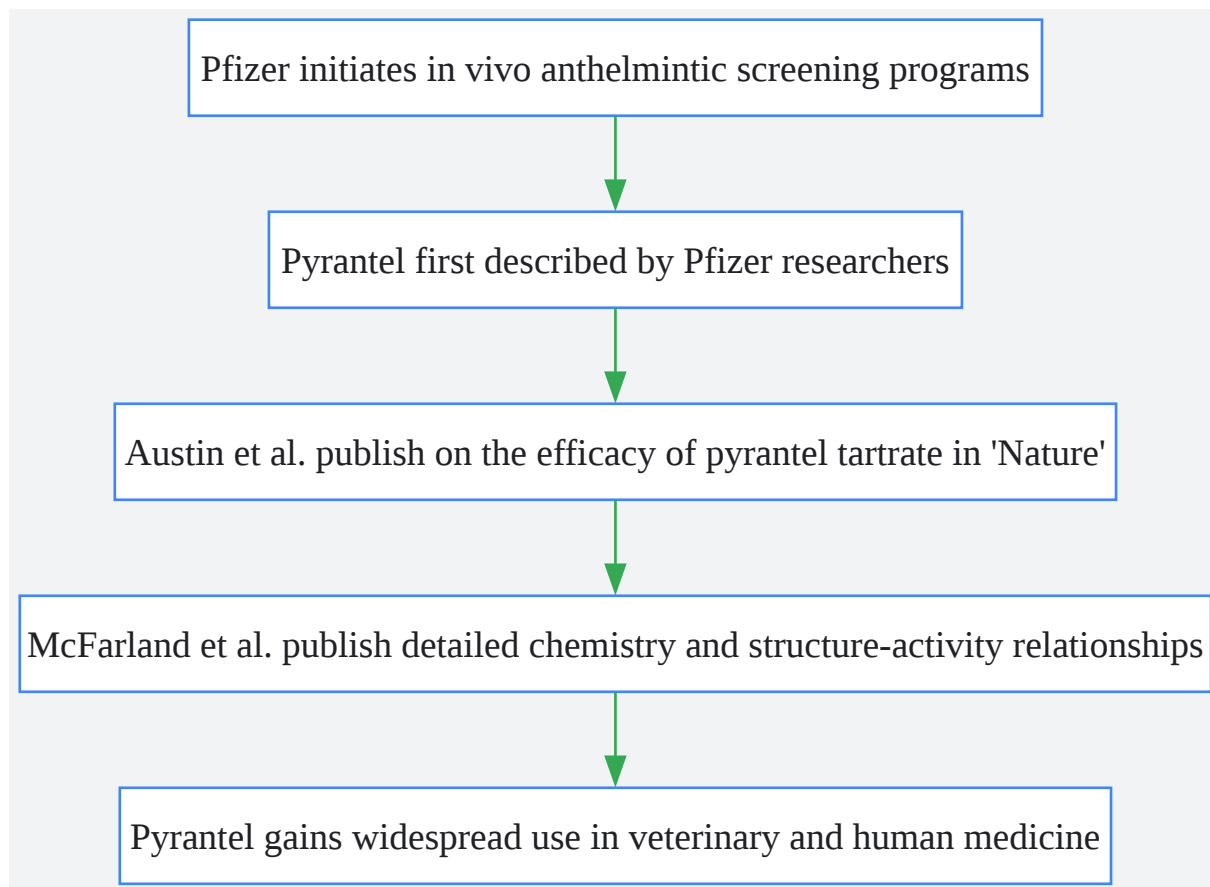 Pfizer initiates in vivo anthelmintic screening programs
Pyrantel first described by Pfizer researchers
Austin et al. publish on the efficacy of pyrantel tartrate in 'Nature'
McFarland et al. publish detailed chemistry and structure-activity relationships
Pyrantel gains widespread use in veterinary and human medicine